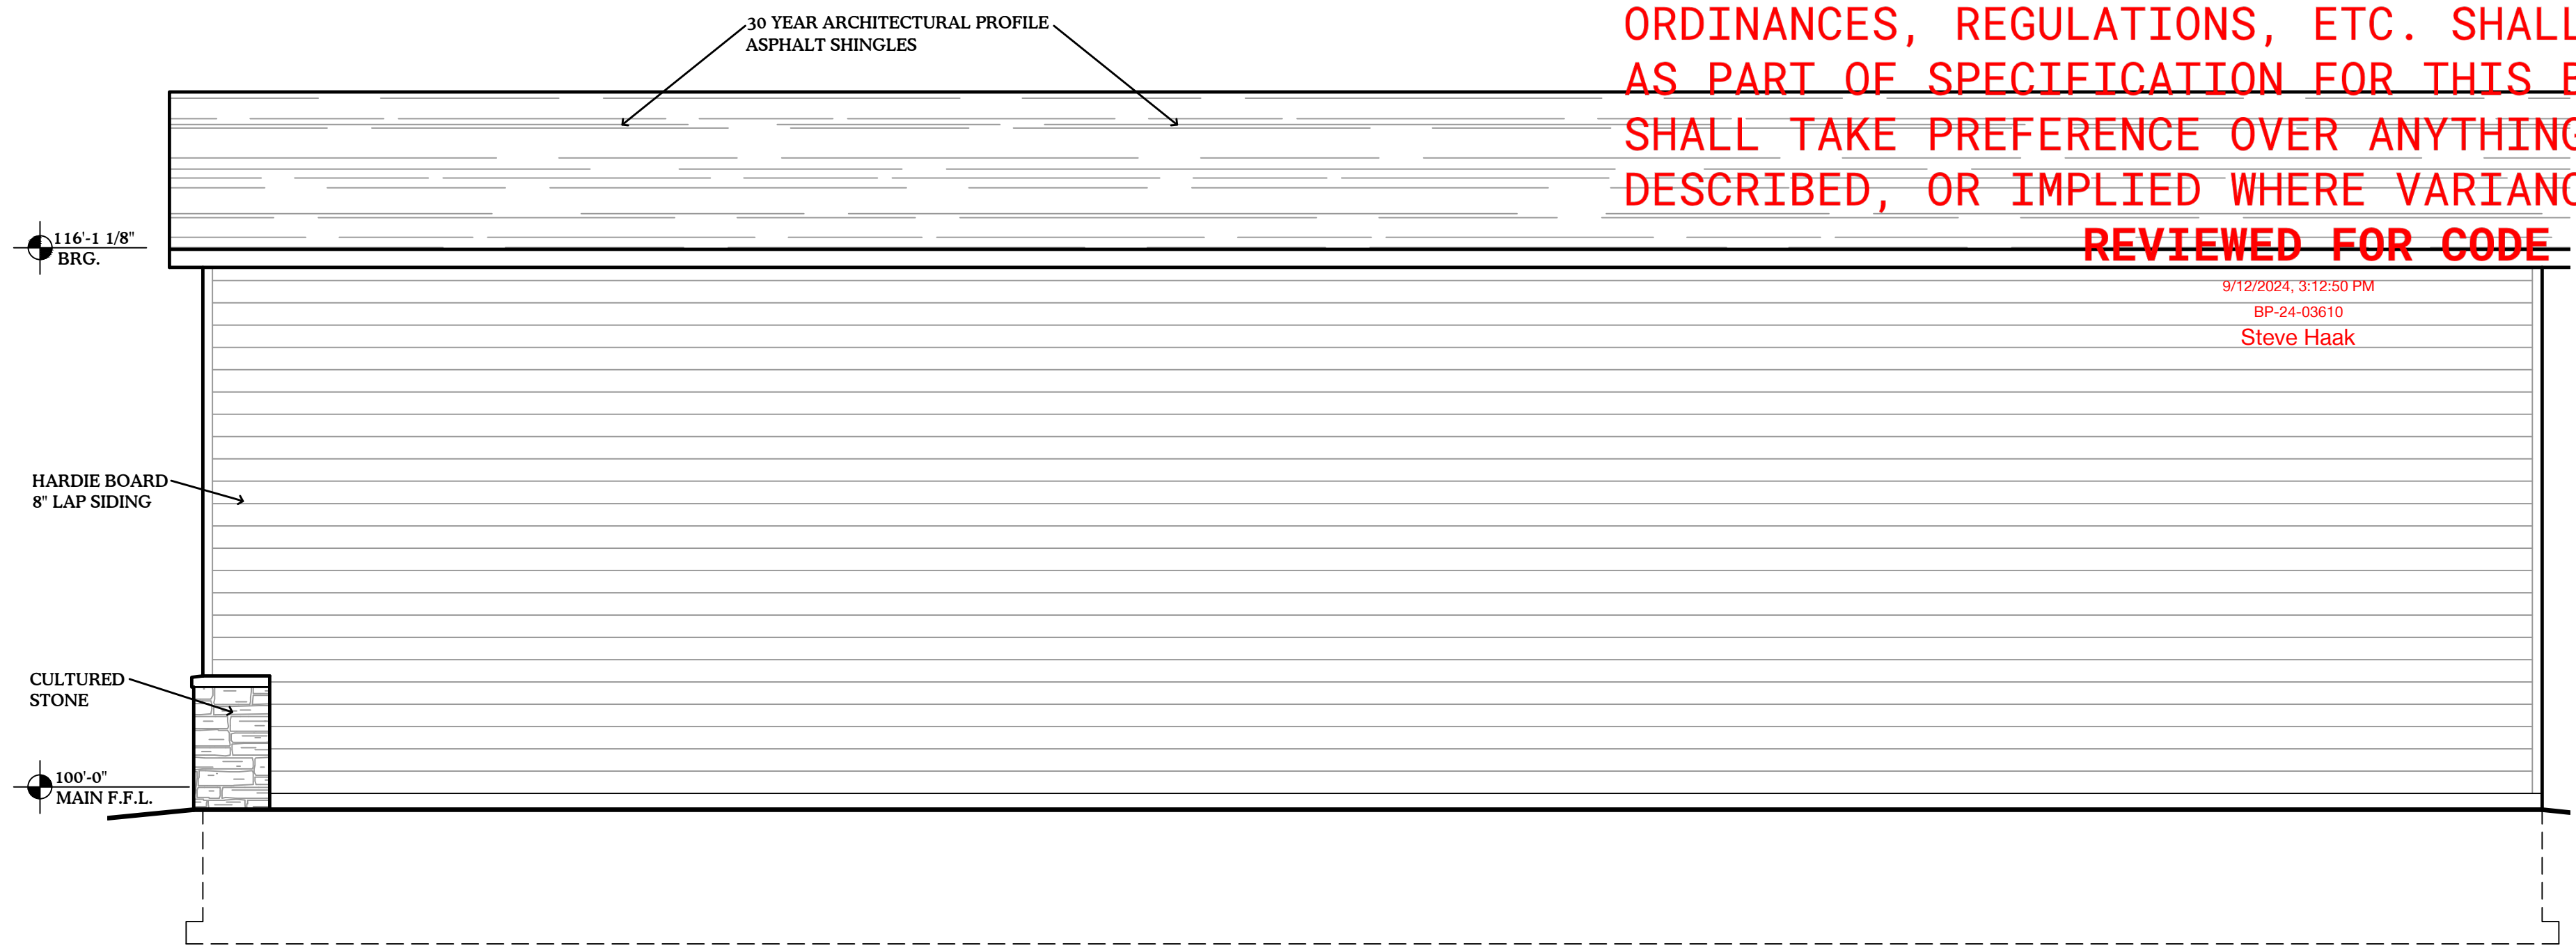 30 YEAR ARCHITECTURAL PROFILE
ASPHALT SHINGLES
ORDINANCES, REGULATIONS, ETC. SHALL
AS PART OF SPECIFICATION FOR THIS
SHALL TAKE PREFERENCE OVER ANYTHING
DESCRIBED, OR IMPLIED WHERE
REVIEWED FOR CODE
9/12/2024, 3:12:50 PM
BP-24-03610
Steve Haak
116'-1 1/8"
BRG.
HARDIE BOARD
8" LAP SIDING
CULTURED
STONE
100'-0"
MAIN F.F.L.